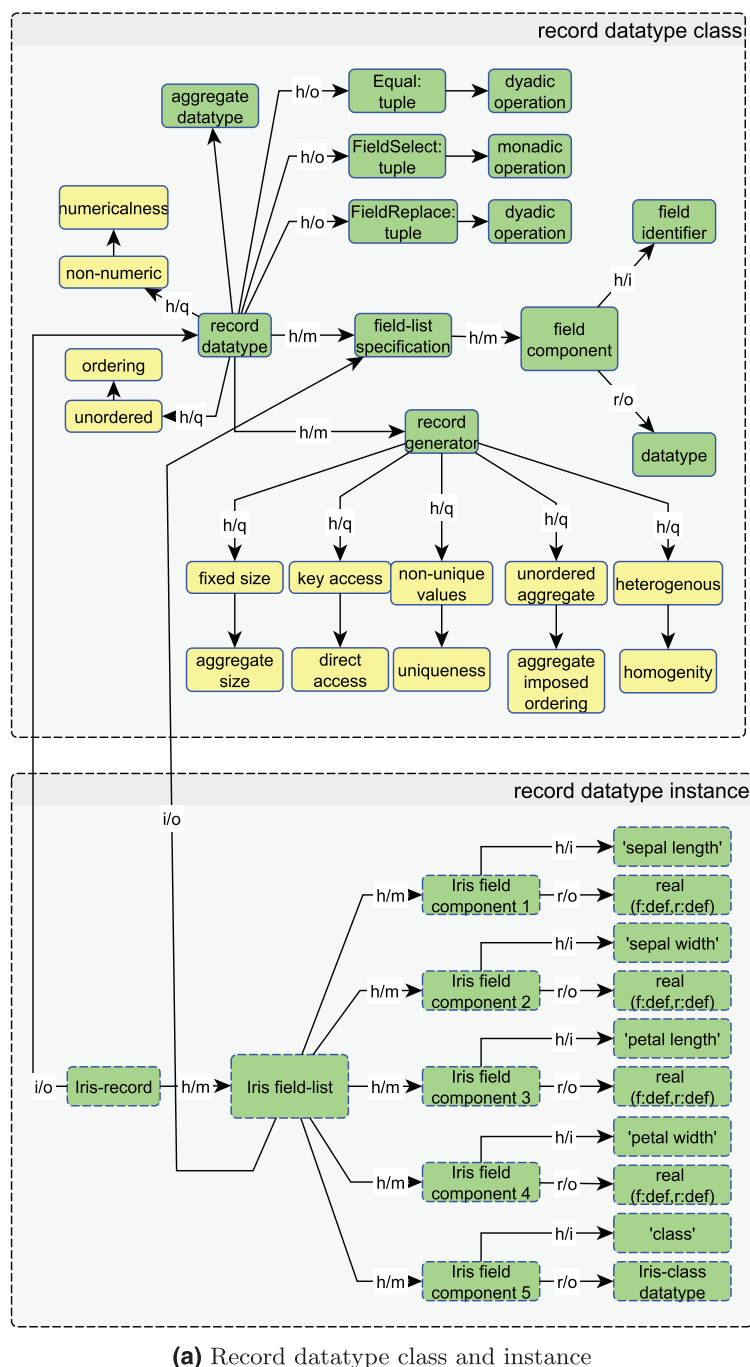 record datatype class
Equal:
tuple
dyadic
operation
h/o
aggregate
datatype
FieldSelect:
tuple
monadic
operation
h/o
numericalness
FieldReplace:
tuple
dyadic
operation
h/o
field
identifier
non-numeric
h/q
h/i
record
datatype
h/m
field-list
specification
h/m
field
component
ordering
unordered
h/q
r/o
h/m
record
generator
datatype
h/q
h/q
h/q
h/q
h/q
fixed size
key access
non-unique
values
unordered
aggregate
heterogenous
aggregate
size
direct
access
uniqueness
aggregate
imposed
ordering
homogenity
record datatype instance
i/o
h/i
'sepal length'
h/m
Iris field
component 1
r/o
real
(f:def,r:def)
h/i
'sepal width'
h/m
Iris field
component 2
r/o
real
(f:def,r:def)
h/i
'petal length'
i/o
Iris-record
h/m
Iris field-list
h/m
Iris field
component 3
r/o
real
(f:def,r:def)
h/i
'petal width'
h/m
Iris field
component 4
r/o
real
(f:def,r:def)
h/i
'class'
h/m
Iris field
component 5
r/o
Iris-class
datatype
(a) Record datatype class and instance